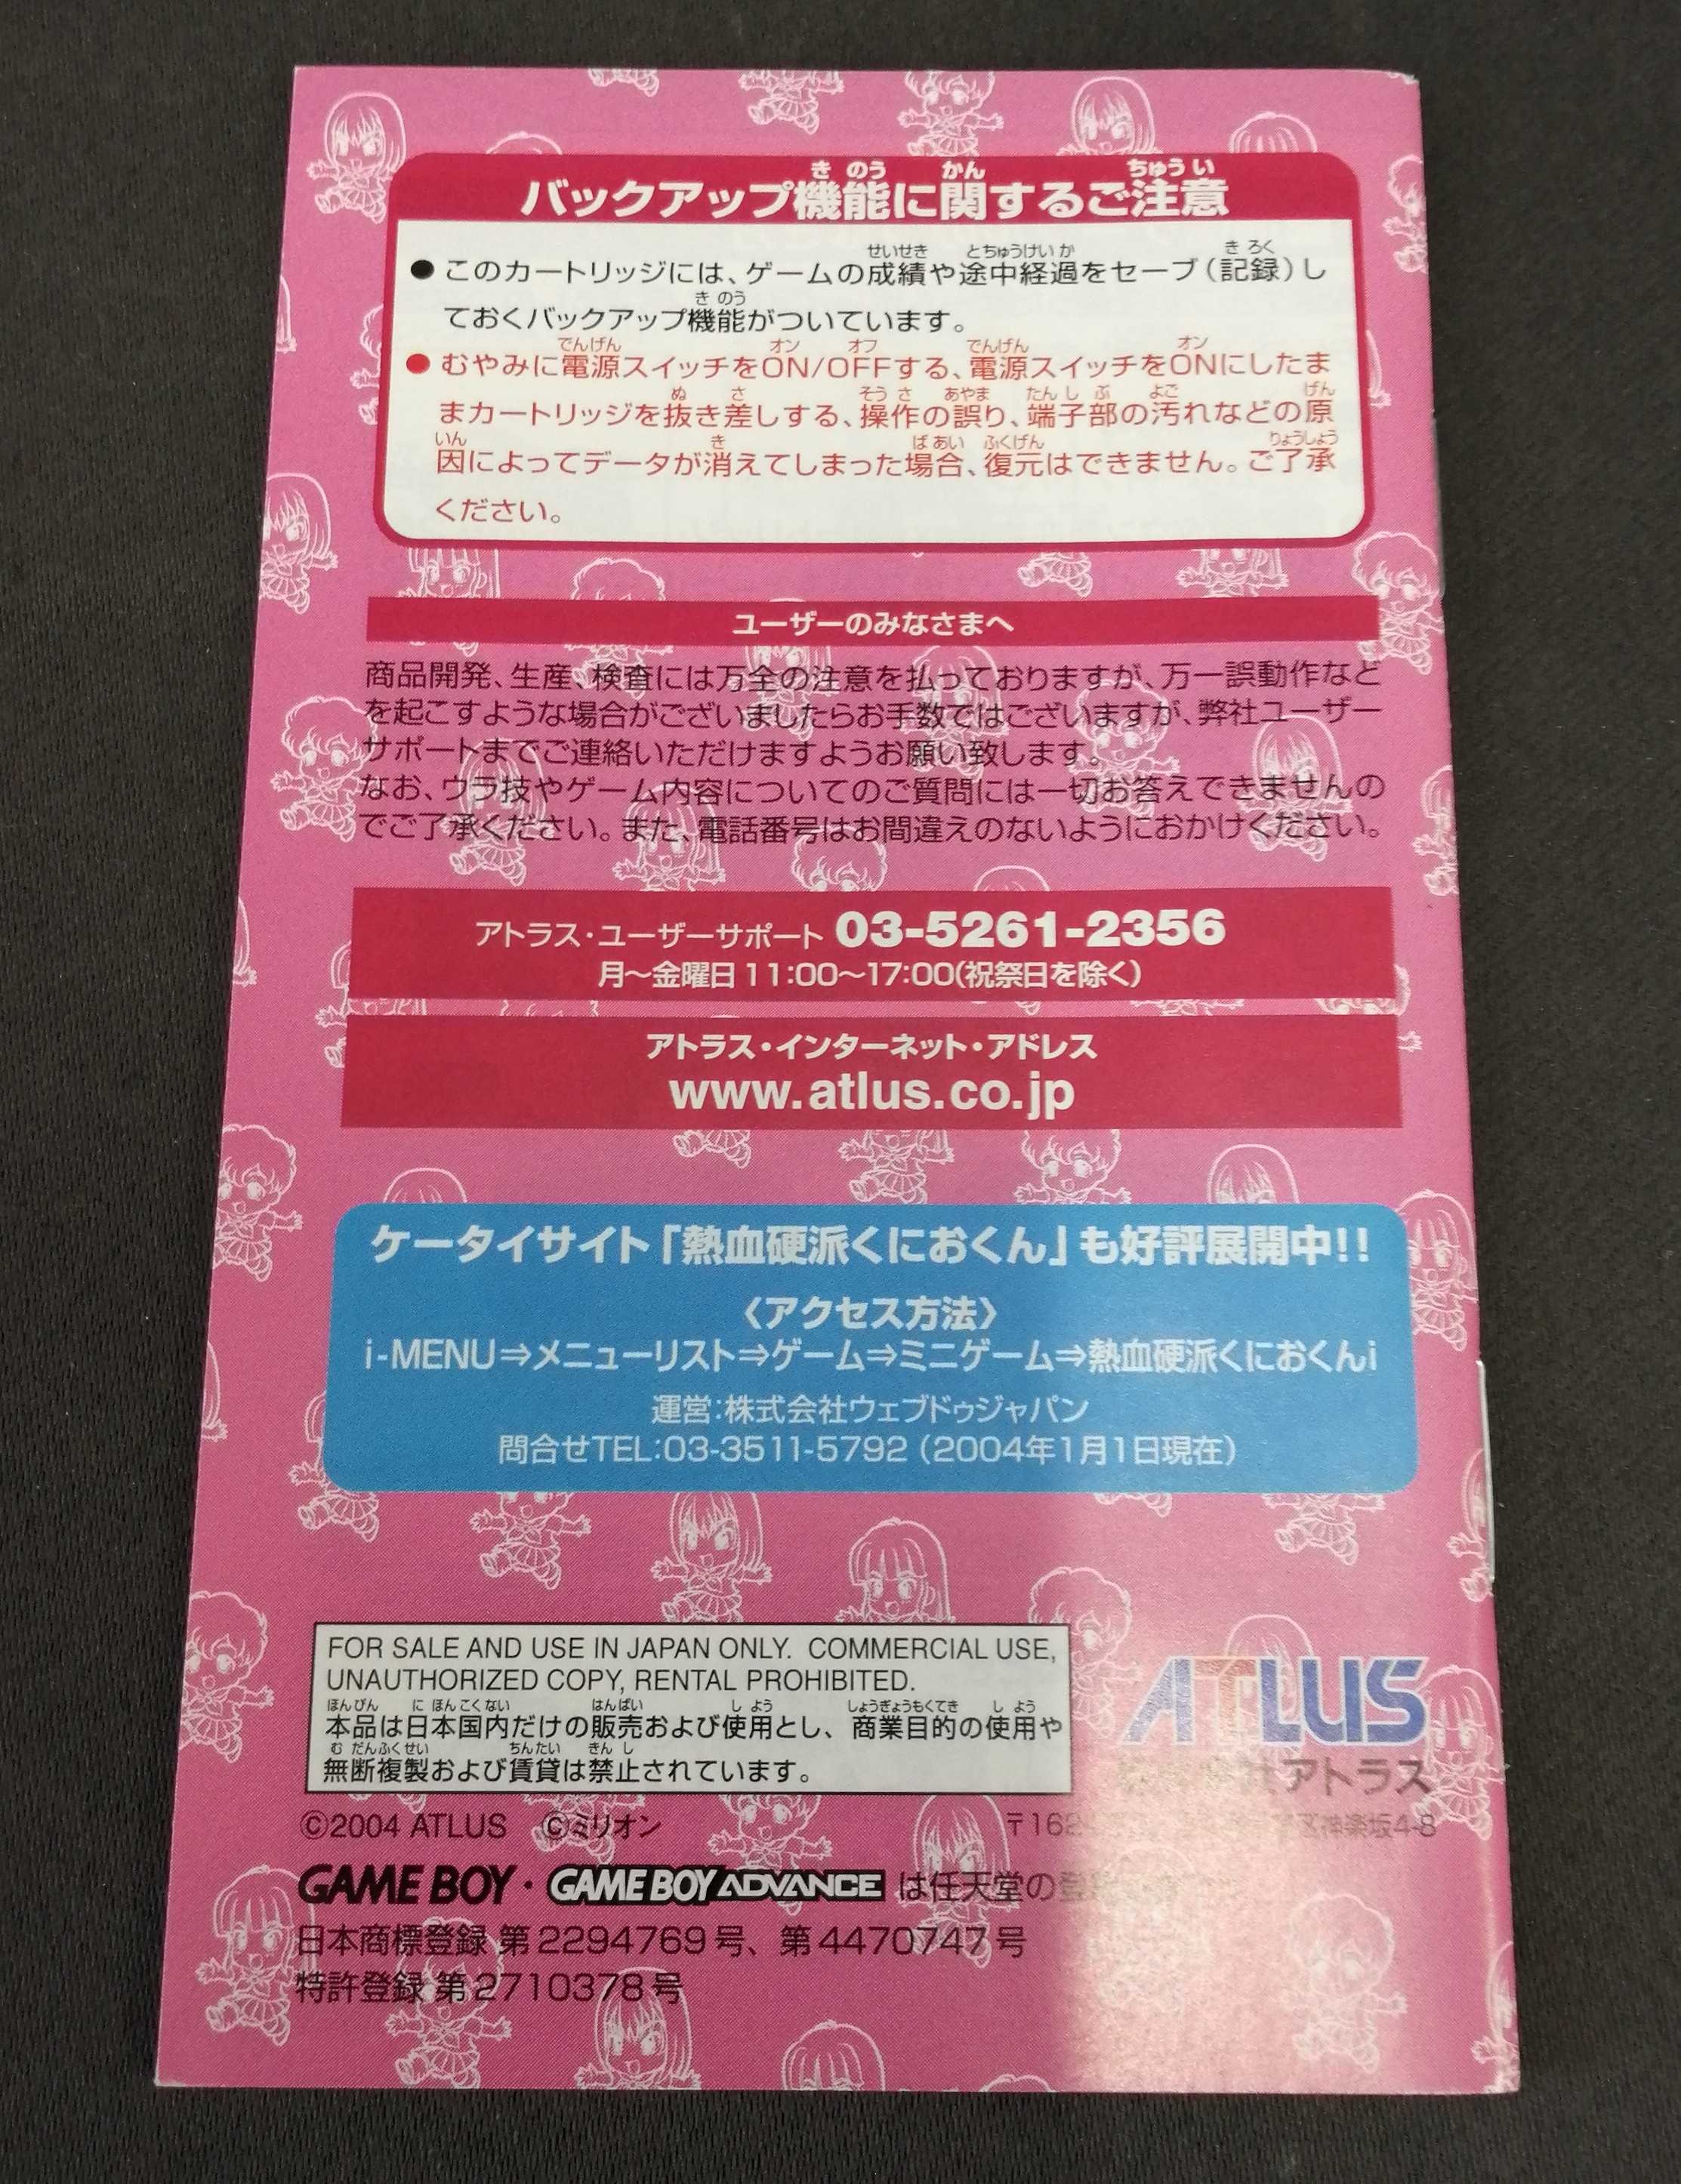 バックアップ機能に関するご注意
●このカートリッジには、ゲームの成績や途中経過をセーブ（記録）し
ておくバックアップ機能がついています。
●むやみに電源スイッチをON/OFFする、電源スイッチをONにしたま
まカートリッジを抜き差しする、操作の誤り、端子部の汚れなどの原
因によってデータが消えてしまった場合、復元はできません。ご了承
ください。
ユーザーのみなさまへ
商品開発、生産、検査には万全の注意を払っておりますが、万一誤動作など
を起こすような場合がございましたらお手数ではございますが、弊社ユーザー
サポートまでご連絡いただけますようお願い致します。
なお、ウラ技やゲーム内容についてのご質問には一切お答えできませんの
でご了承ください。また、電話番号はお間違えのないようにおかけください。
アトラス・ユーザーサポート 03-5261-2356
月～金曜日11:00～17:00(祝祭日を除く)
アトラス・インターネット・アドレス
www.atlus.co.jp
ケータイサイト「熱血硬派くにおくん」も好評展開中!!
〈アクセス方法〉
i-MENU⇒メニューリスト⇒ゲーム⇒ミニゲーム⇒熱血硬派くにおくんi
運営:株式会社ウェブドゥジャパン
問合せTEL:03-3511-5792（2004年1月1日現在）
FOR SALE AND USE IN JAPAN ONLY. COMMERCIAL USE,
UNAUTHORIZED COPY, RENTAL PROHIBITED.
本品は日本国内だけの販売および使用とし、商業目的の使用や
無断複製および賃貸は禁止されています。
ATLUS
アトラス
©2004 ATLUS ©ミリオン
〒162 神楽坂4-8
GAME BOY・GAME BOY ADVANCE は任天堂の
日本商標登録 第2294769号、第4470747号
特許登録 第2710378号